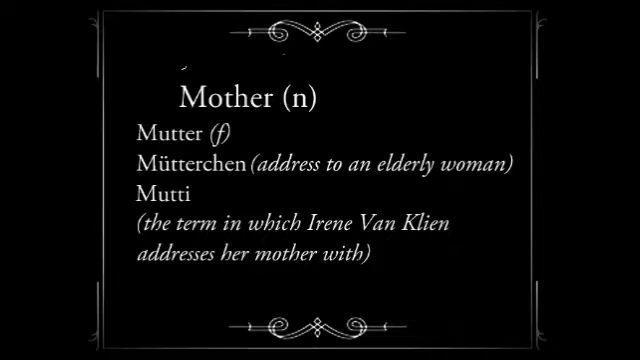 Mother (n)
Mutter (f)
Mütterchen (address to an elderly woman)
Mutti
(the term in which Irene Van Klien
addresses her mother with)